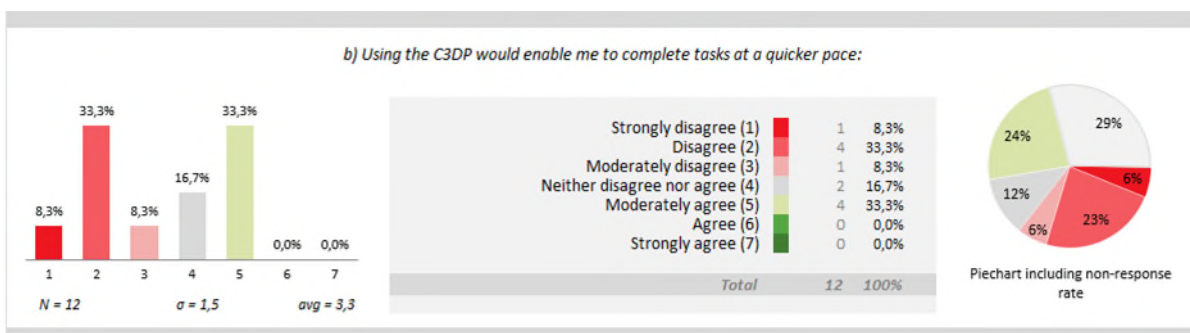 b) Using the C3DP would enable me to complete tasks at a quicker pace:
33,3%
33,3%
16,7%
8,3%
8,3%
0,0%
0,0%
1 2 3 4 5 6 7
N = 12 σ = 1,5 avg = 3,3
Strongly disagree (1) 1 8,3%
Disagree (2) 4 33,3%
Moderately disagree (3) 1 8,3%
Neither disagree nor agree (4) 2 16,7%
Moderately agree (5) 4 33,3%
Agree (6) 0 0,0%
Strongly agree (7) 0 0,0%
Total 12 100%
29%
24%
6%
12%
23%
6%
Piechart including non-response
rate